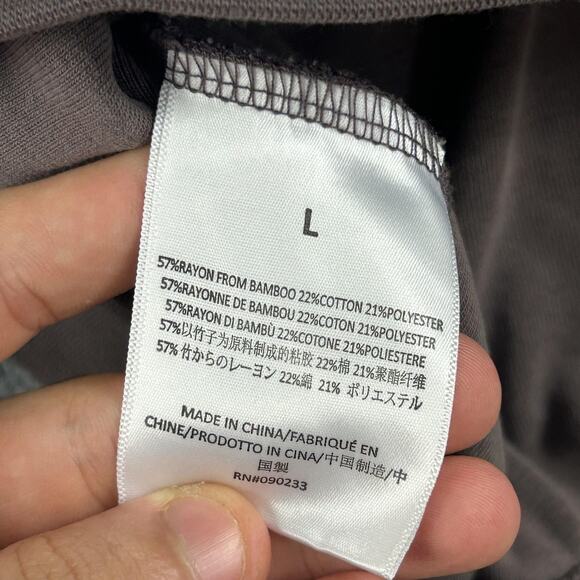 L
57%RAYON FROM BAMBOO 22%COTTON 21%POLYESTER
57%RAYONNE DE BAMBOU 22%COTON 21%POLYESTER
57%RAYON DI BAMBÙ 22%COTONE 21%POLIESTERE
57%以竹子为原料制成的粘胶 22%棉 21%聚酯纤维
57% 竹からのレーヨン 22%綿 21% ポリエステル
MADE IN CHINA/FABRIQUÉ EN
CHINE/PRODOTTO IN CINA/中国制造/中
国製
RN#090233